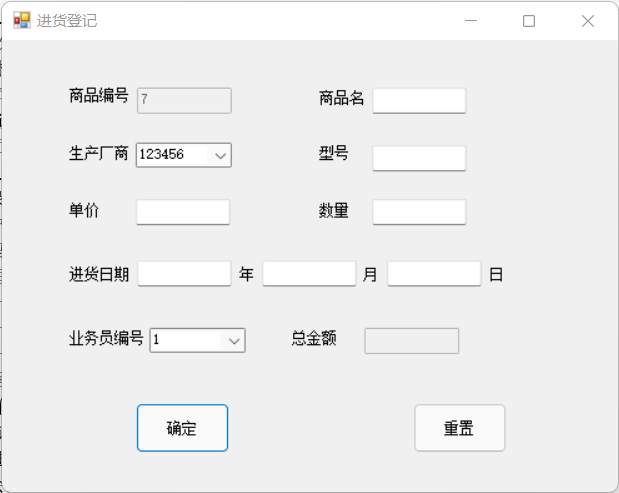 进货登记
商品编号 7 商品名
生产厂商 123456 型号
单价 数量
进货日期 年 月 日
业务员编号 1 总金额
确定 重置